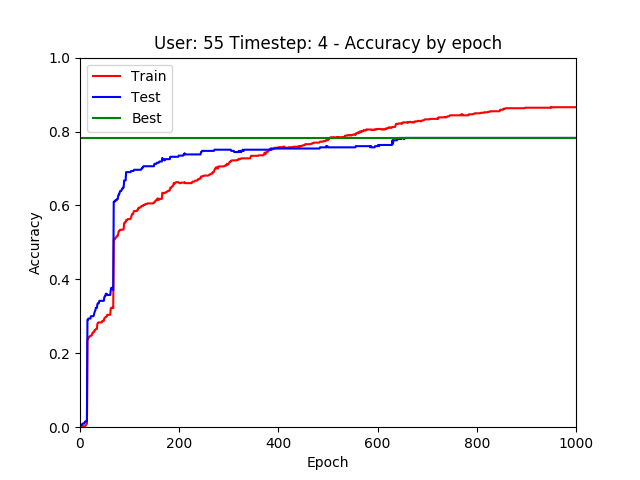 User: 55 Timestep: 4 - Accuracy by epoch
Train
Test
Best
Accuracy
1.0
0.8
0.6
0.4
0.2
0.0
0 200 400 600 800 1000
Epoch